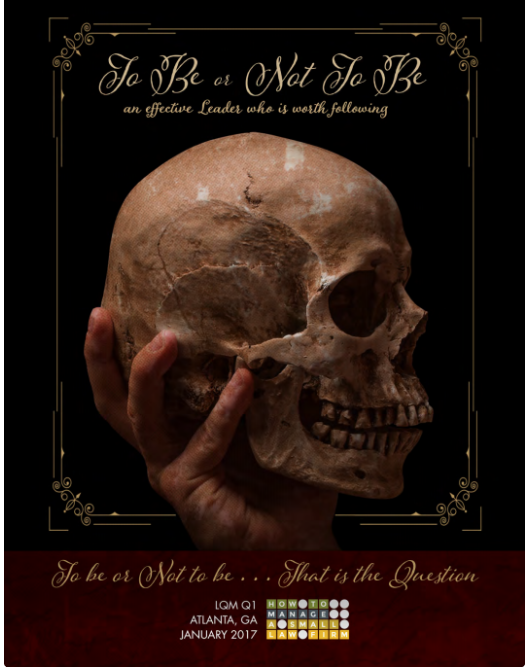 To Be or Not To Be
an effective Leader who is worth following
To be or Not to be . . . That is the Question
LQM Q1
ATLANTA, GA
JANUARY 2017
HOW TO
MANAGE
A SMALL
LAW FIRM